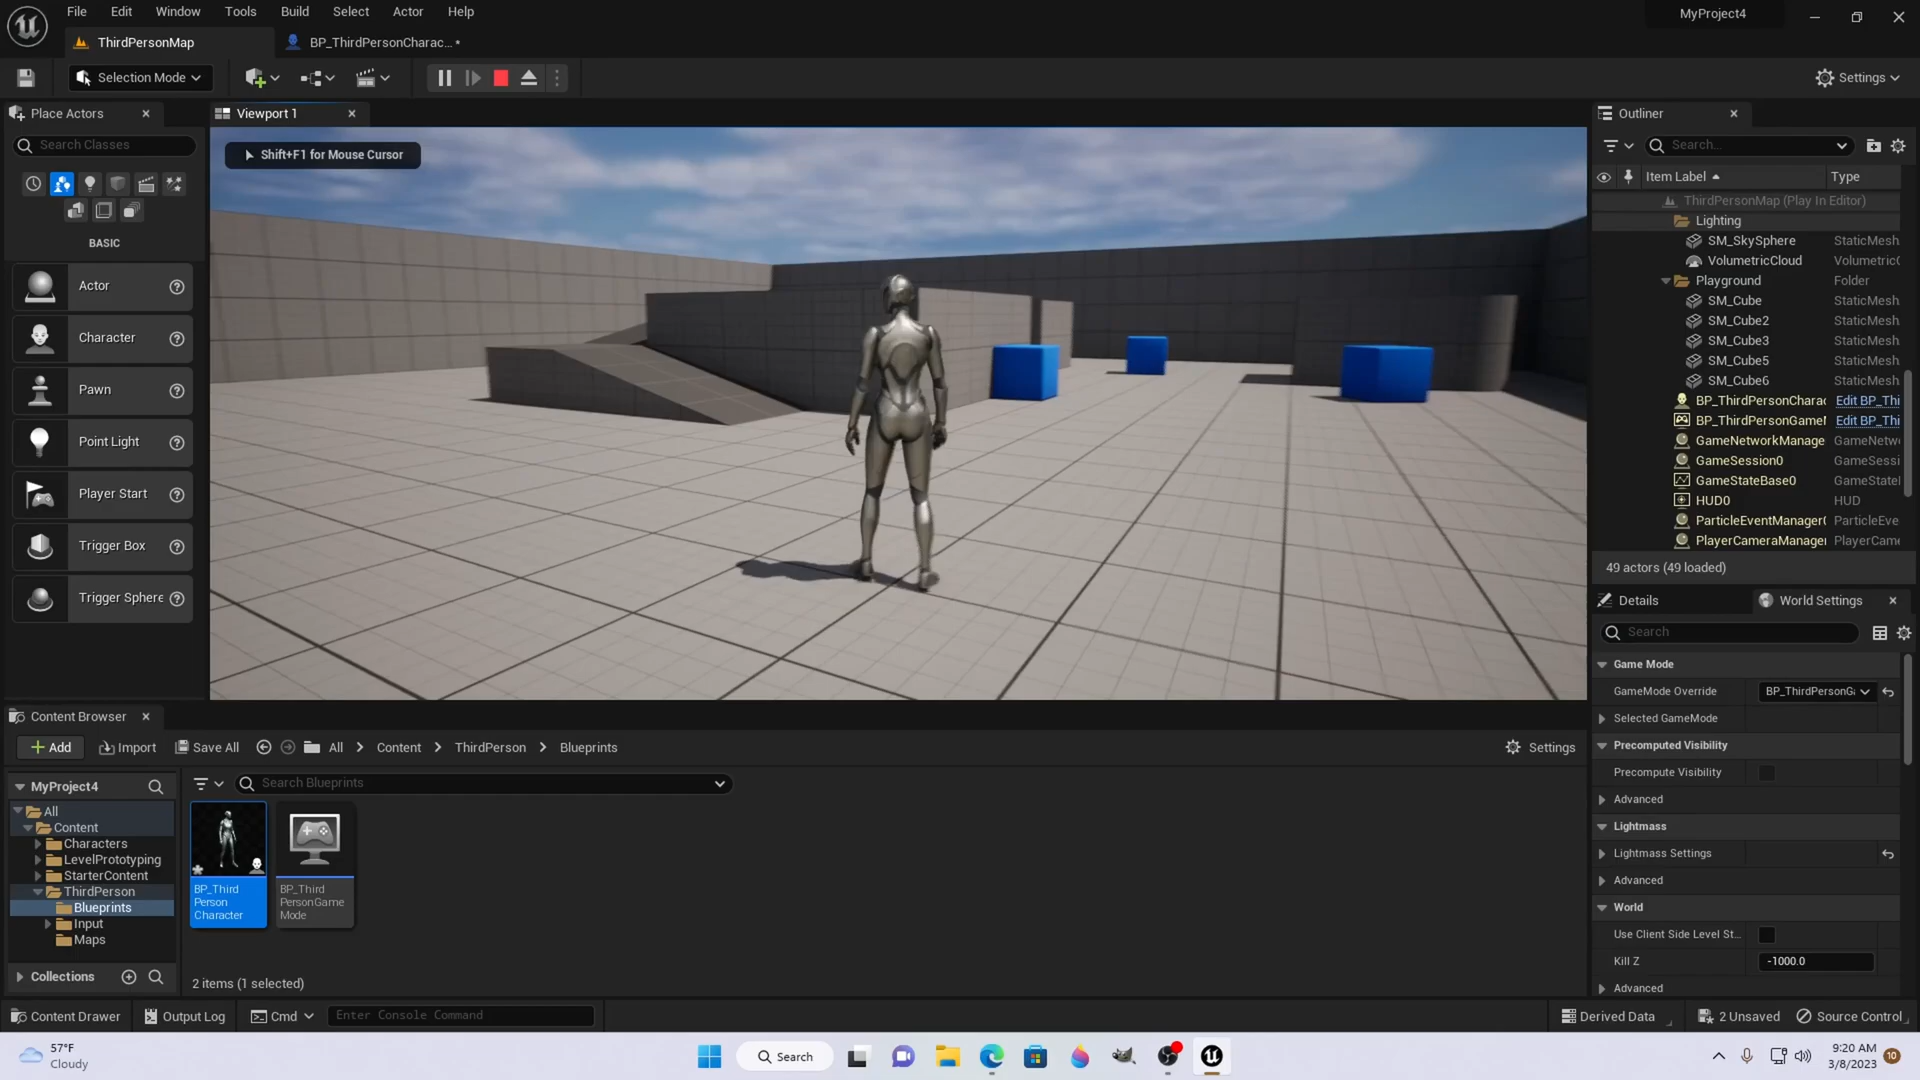 File Edit Window Tools Build Select Actor Help
MyProject4
ThirdPersonMap
BP_ThirdPersonCharac... *
Selection Mode
Settings
Place Actors
Viewport 1
Outliner
Search Classes
Shift+F1 for Mouse Cursor
Search...
Item Label
Type
ThirdPersonMap (Play In Editor)
Lighting
SM_SkySphere StaticMesh
VolumetricCloud VolumetricC
Playground Folder
SM_Cube StaticMesh
SM_Cube2 StaticMesh
SM_Cube3 StaticMesh
SM_Cube5 StaticMesh
SM_Cube6 StaticMesh
BP_ThirdPersonCharac Edit BP_Thi
BP_ThirdPersonGame Edit BP_Thi
GameNetworkManage GameNetw
GameSession0 GameSessi
GameStateBase0 GameStatel
HUD0 HUD
ParticleEventManager ParticleEve
PlayerCameraManager PlayerCame
49 actors (49 loaded)
BASIC
Actor
Character
Pawn
Point Light
Player Start
Trigger Box
Trigger Sphere
Details
World Settings
Search
Game Mode
GameMode Override BP_ThirdPersonG
Selected GameMode
Precomputed Visibility
Precompute Visibility
Advanced
Lightmass
Lightmass Settings
Advanced
World
Use Client Side Level St...
Kill Z -1000.0
Advanced
Content Browser
Add
Import
Save All
All > Content > ThirdPerson > Blueprints
Settings
MyProject4
Search Blueprints
All
Content
Characters
LevelPrototyping
StarterContent
ThirdPerson
Blueprints
Input
Maps
Collections
BP_Third
Person
Character
BP_Third
PersonGame
Mode
2 items (1 selected)
Content Drawer
Output Log
Cmd
Enter Console Command
Derived Data
2 Unsaved
Source Control
57°F
Cloudy
Search
9:20 AM
3/8/2023
10